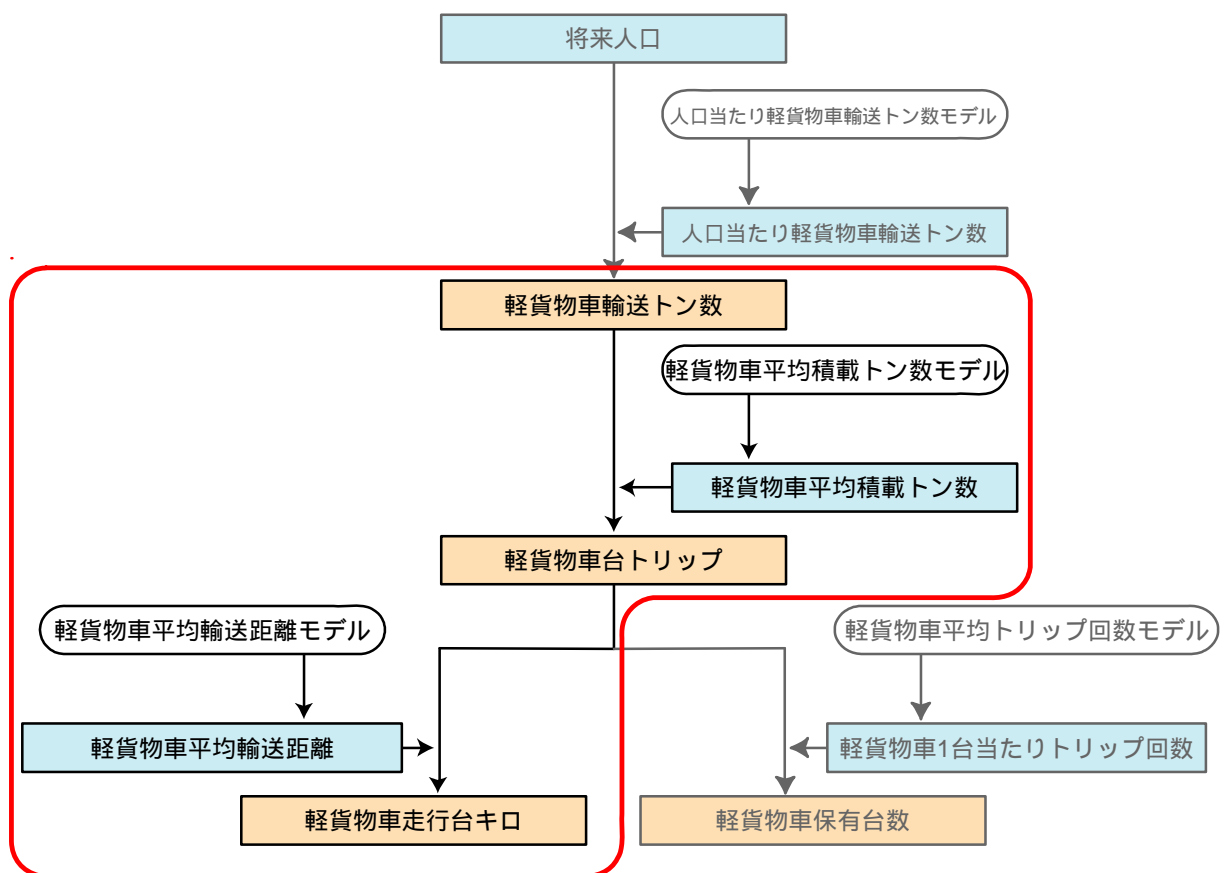 将来人口
人口当たり軽貨物車輸送トン数モデル
人口当たり軽貨物車輸送トン数
軽貨物車輸送トン数
軽貨物車平均積載トン数モデル
軽貨物車平均積載トン数
軽貨物車台トリップ
軽貨物車平均輸送距離モデル
軽貨物車平均トリップ回数モデル
軽貨物車平均輸送距離
軽貨物車1台当たりトリップ回数
軽貨物車走行台キロ
軽貨物車保有台数